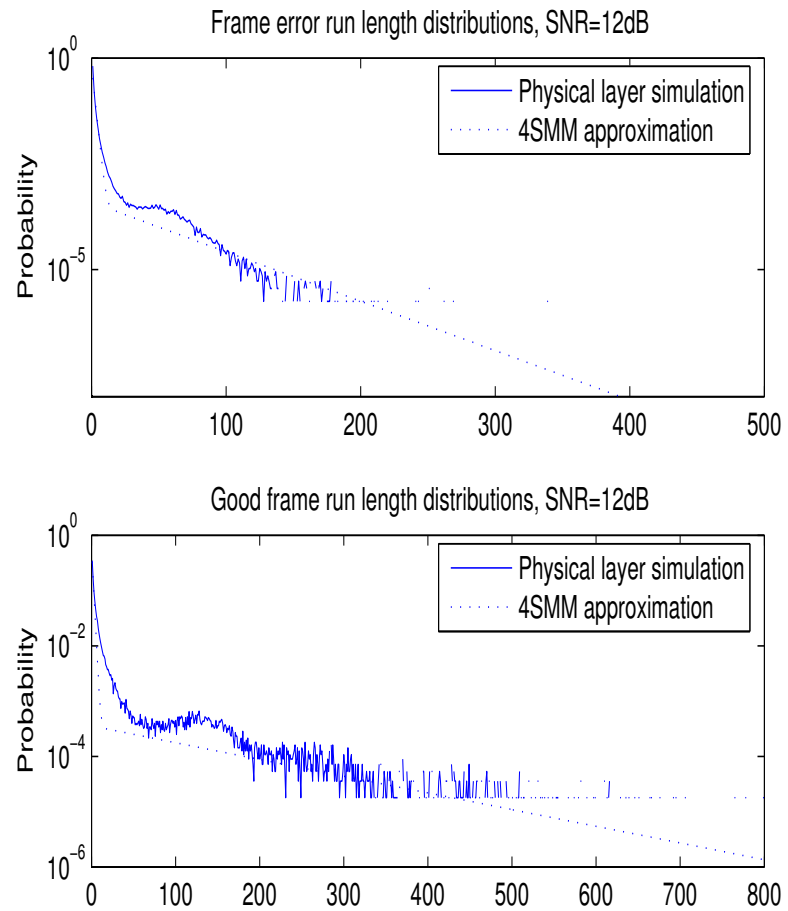 Frame error run length distributions, SNR=12dB
10^0
10^-5
Probability
Physical layer simulation
4SMM approximation
0 100 200 300 400 500
Good frame run length distributions, SNR=12dB
10^0
10^-2
10^-4
10^-6
Probability
Physical layer simulation
4SMM approximation
0 100 200 300 400 500 600 700 800